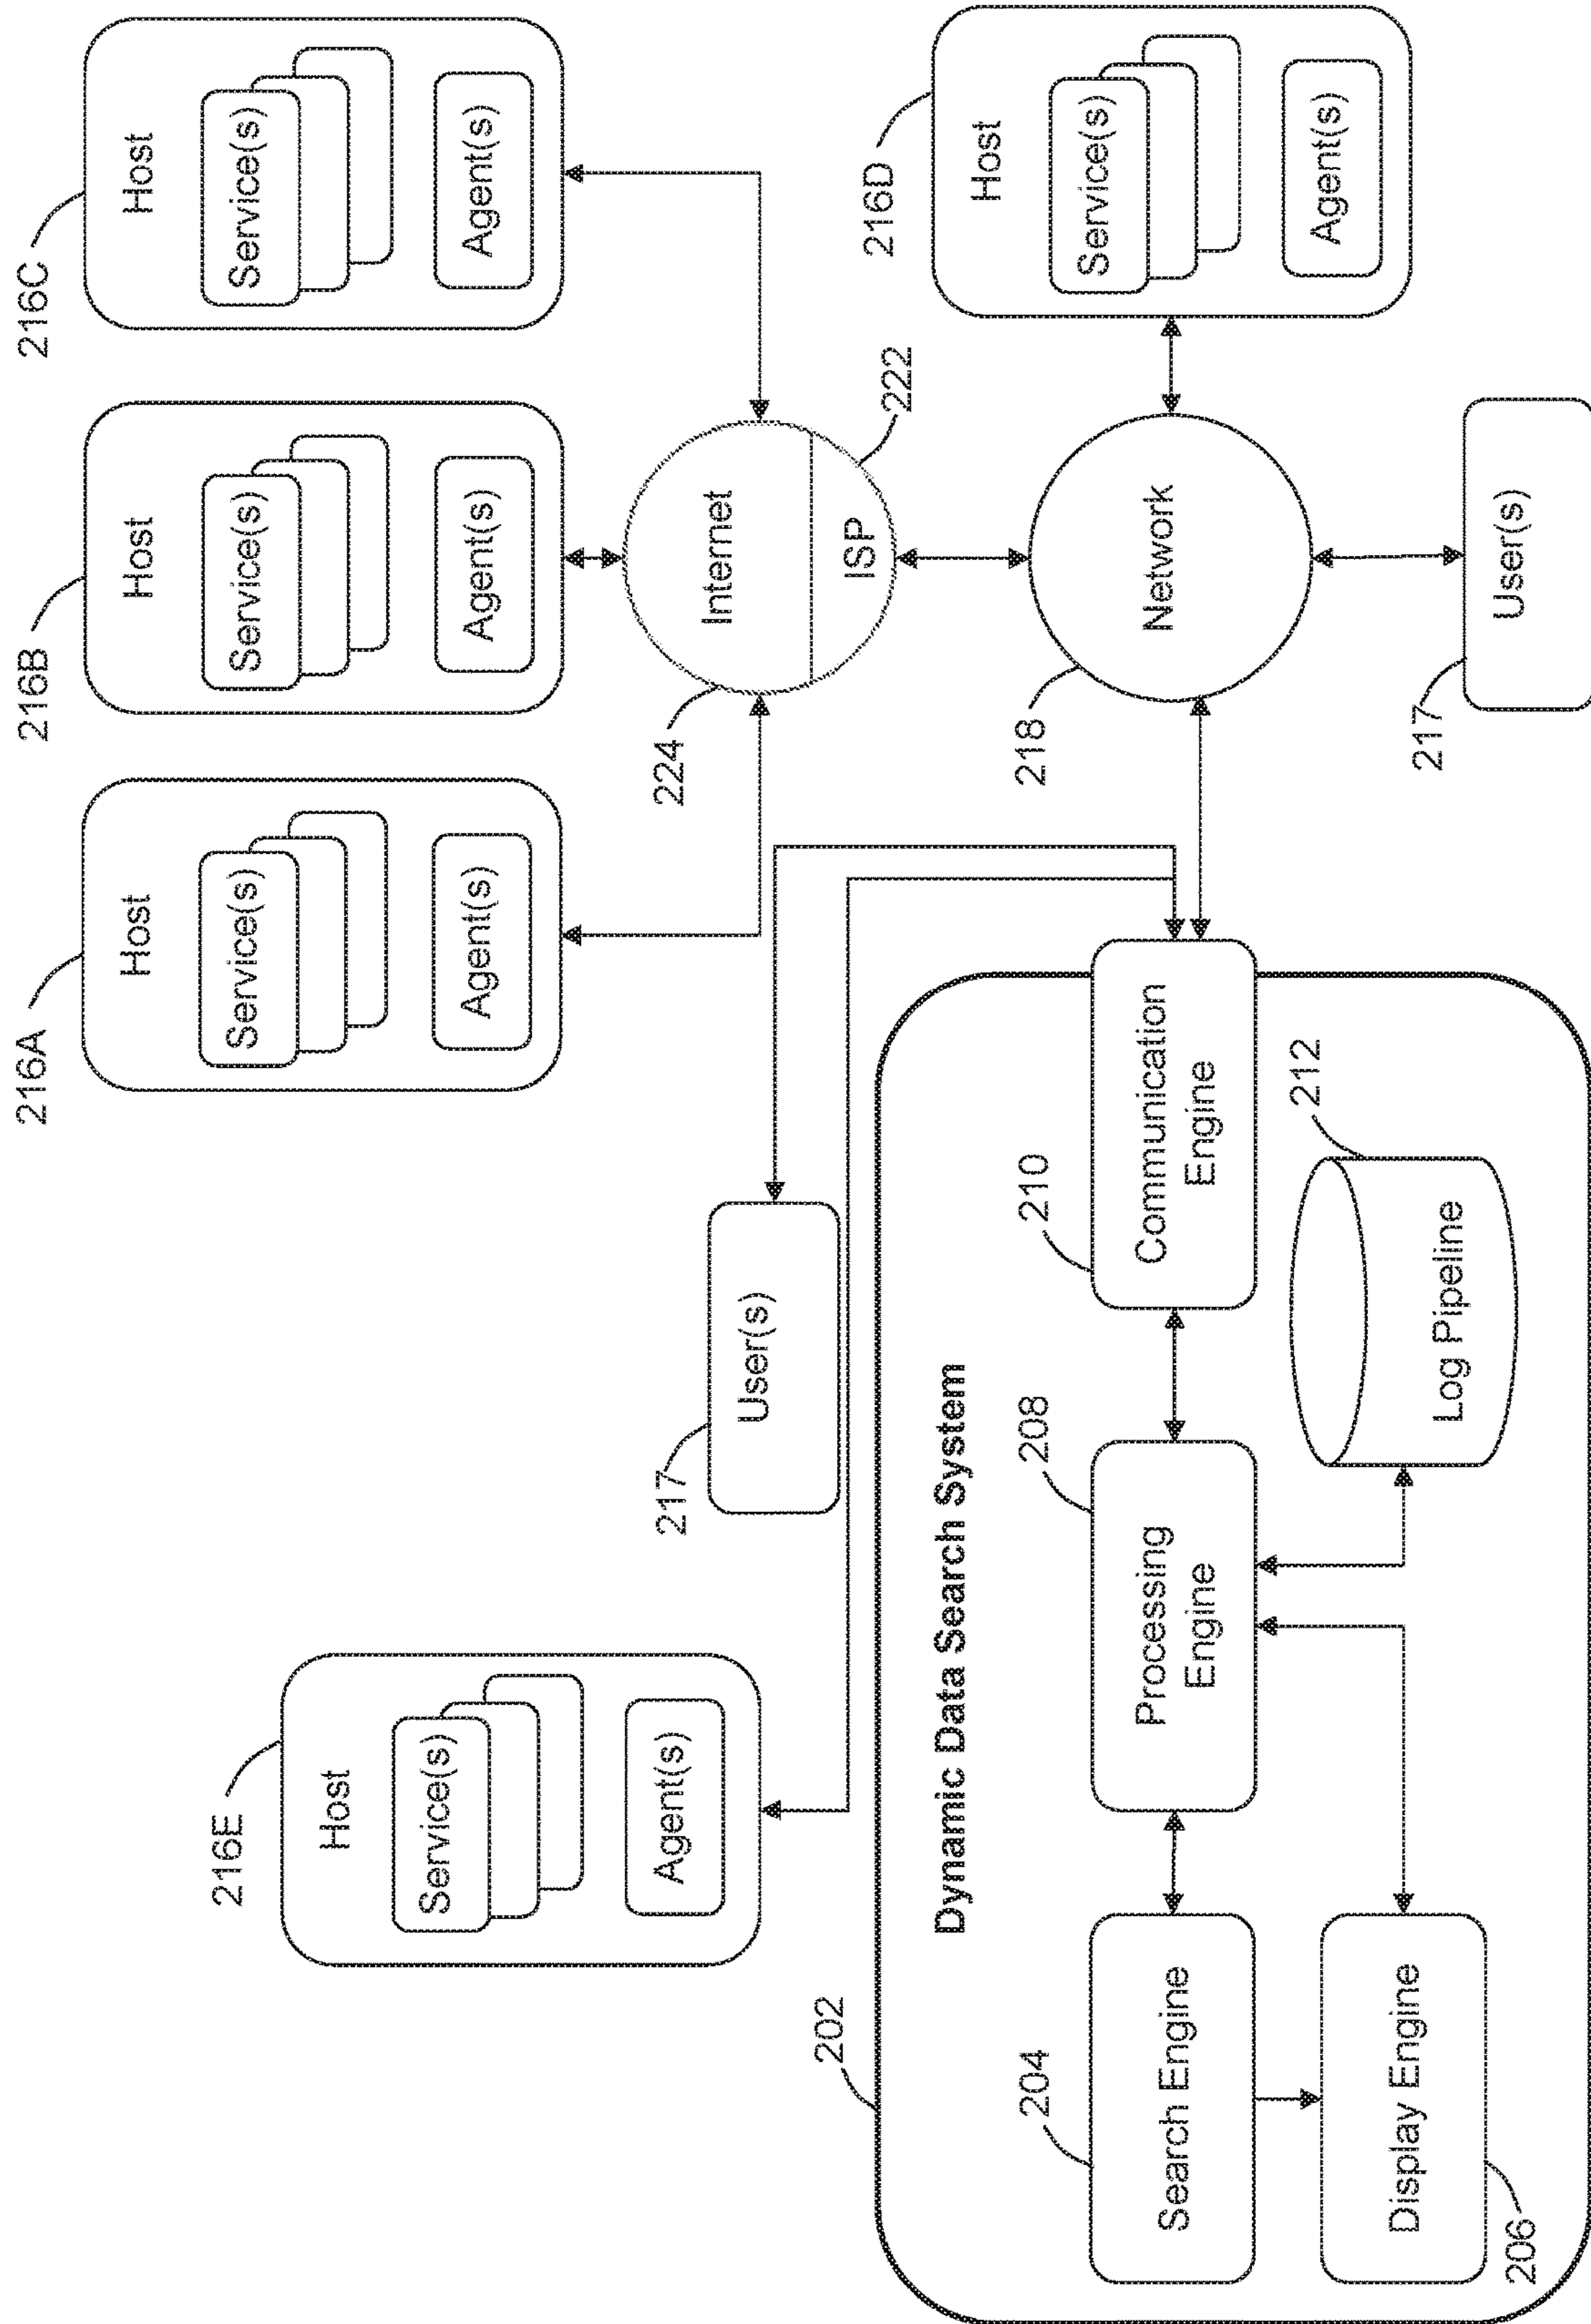 216A
Host
Service(s)
Agent(s)
216B
Host
Service(s)
Agent(s)
216C
Host
Service(s)
Agent(s)
216E
Host
Service(s)
Agent(s)
217
User(s)
224
Internet
ISP
222
216D
Host
Service(s)
Agent(s)
202
Dynamic Data Search System
204
Search Engine
208
Processing
Engine
210
Communication
Engine
218
Network
206
Display Engine
212
Log Pipeline
217
User(s)